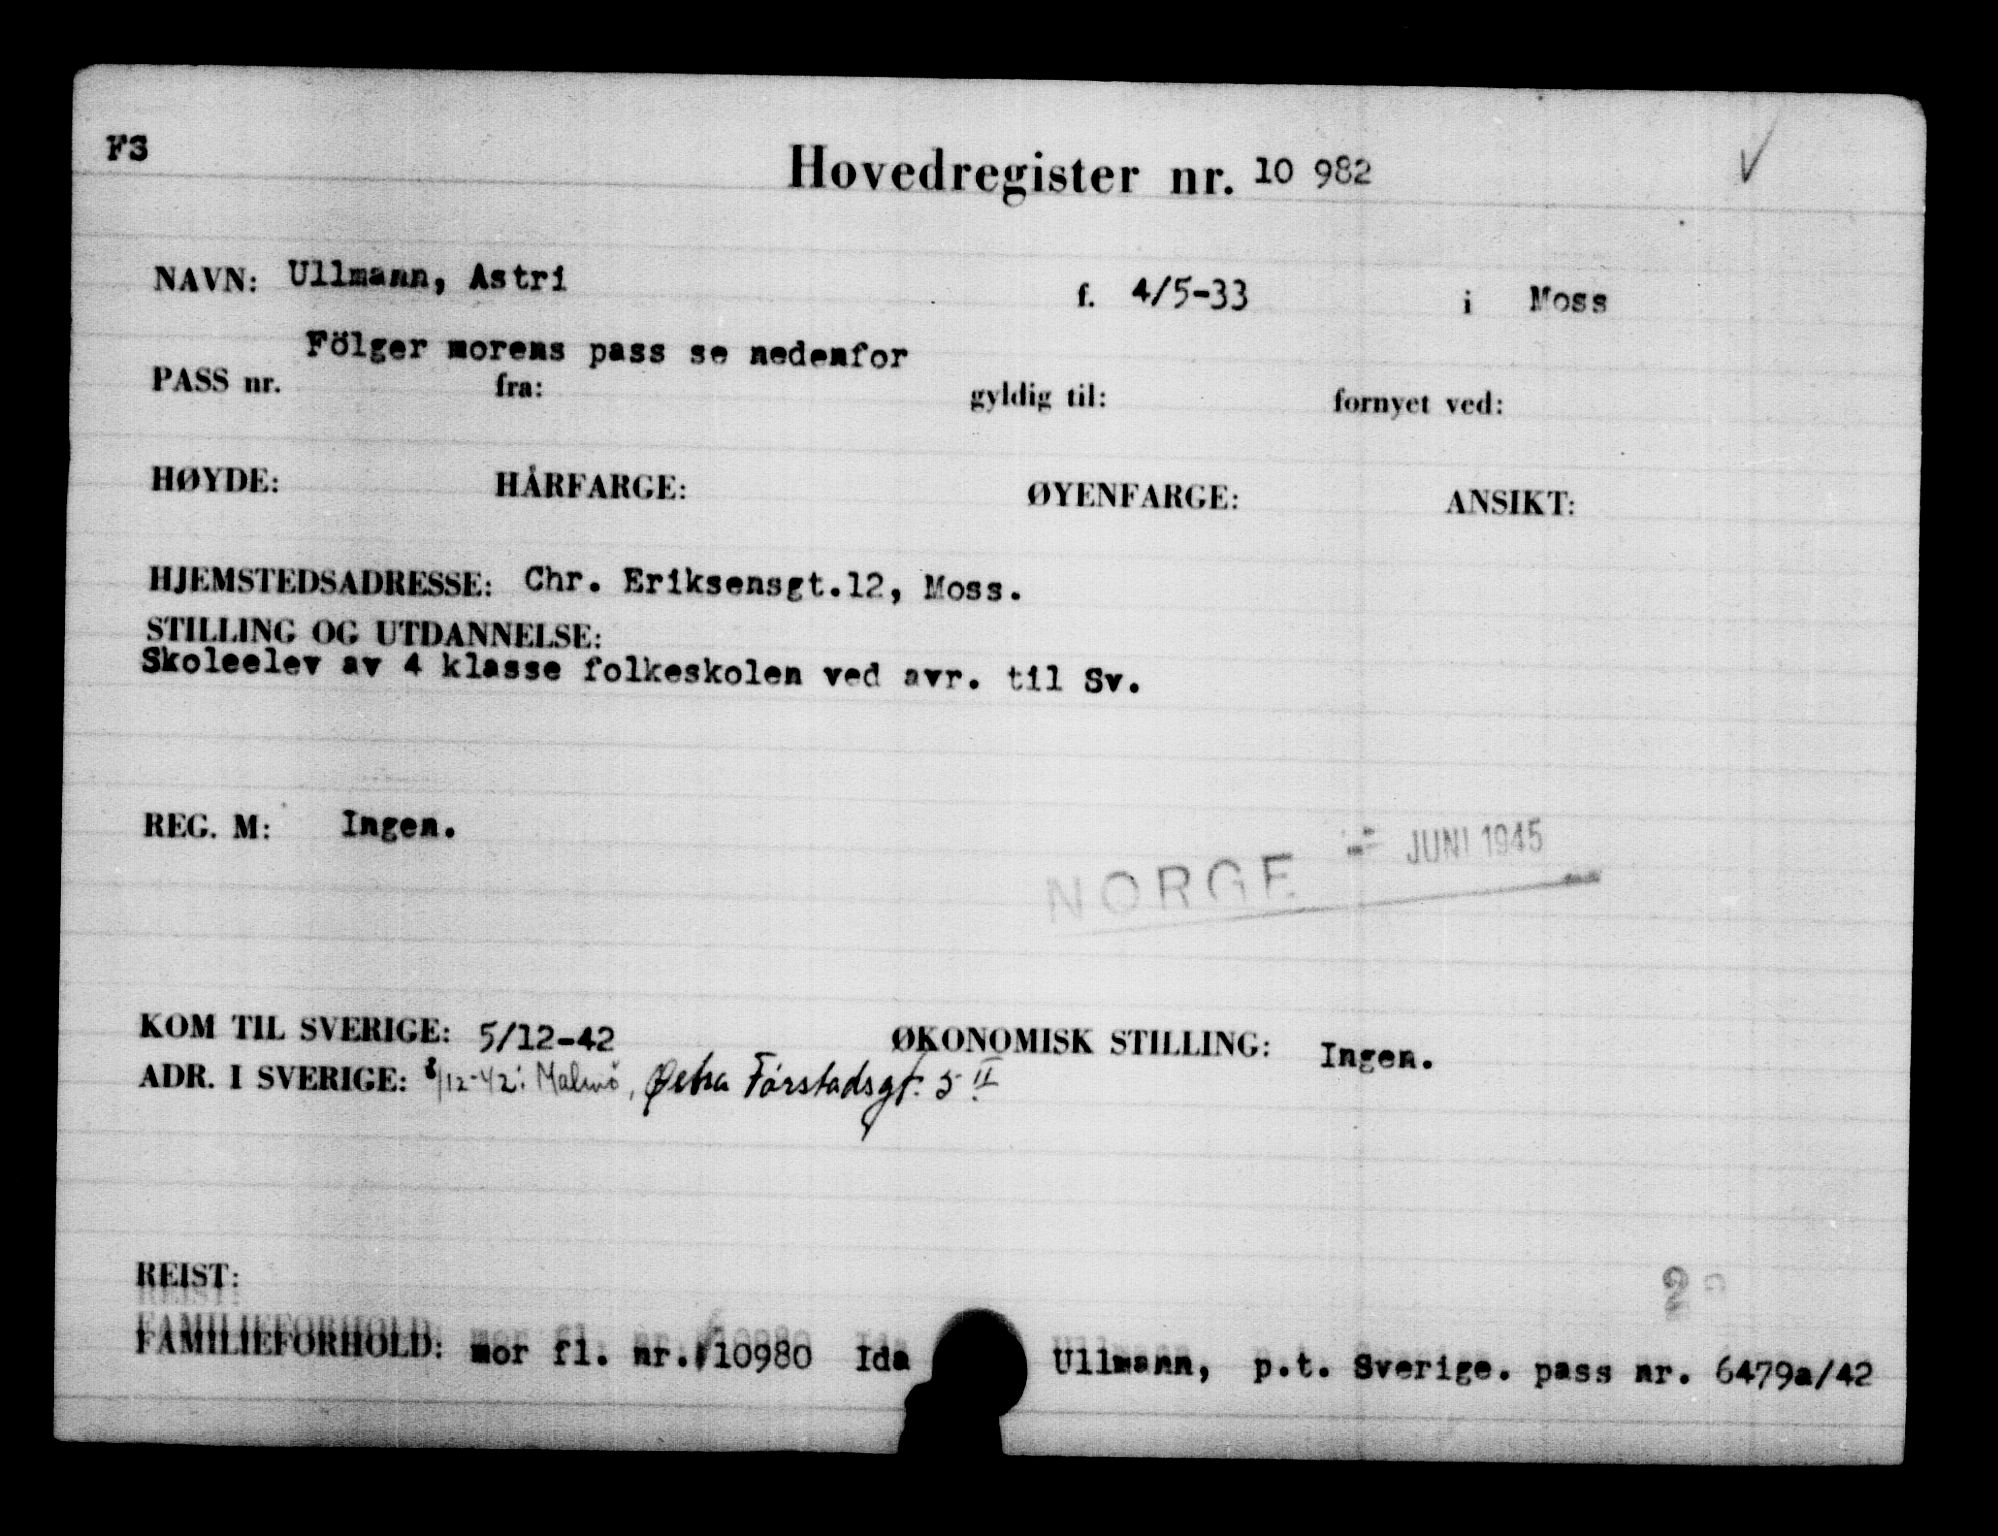 F3
Hovedregister nr. 10 982
NAVN: Ullmann, Astri f. 4/5-33 i Moss
Fölger morens pass se nedenfor
PASS nr. fra: gyldig til: fornyet ved:
HØYDE: HÅRFARGE: ØYENFARGE: ANSIKT:
HJEMSTEDSADRESSE: Chr. Eriksensgt.12, Moss.
STILLING OG UTDANNELSE:
Skoleelev av 4 klasse folkeskolen ved avr. til Sv.
REG. M: Ingen.
NORGE JUNI 1945
KOM TIL SVERIGE: 5/12-42 ØKONOMISK STILLING: Ingen.
ADR. I SVERIGE: 8/12-42: Malmö, Østra Förstadsgt. 5 II
REIST:
2
FAMILIEFORHOLD: mor fl. nr. 10980 Ida Ullmann, p.t. Sverige. pass nr. 6479a/42